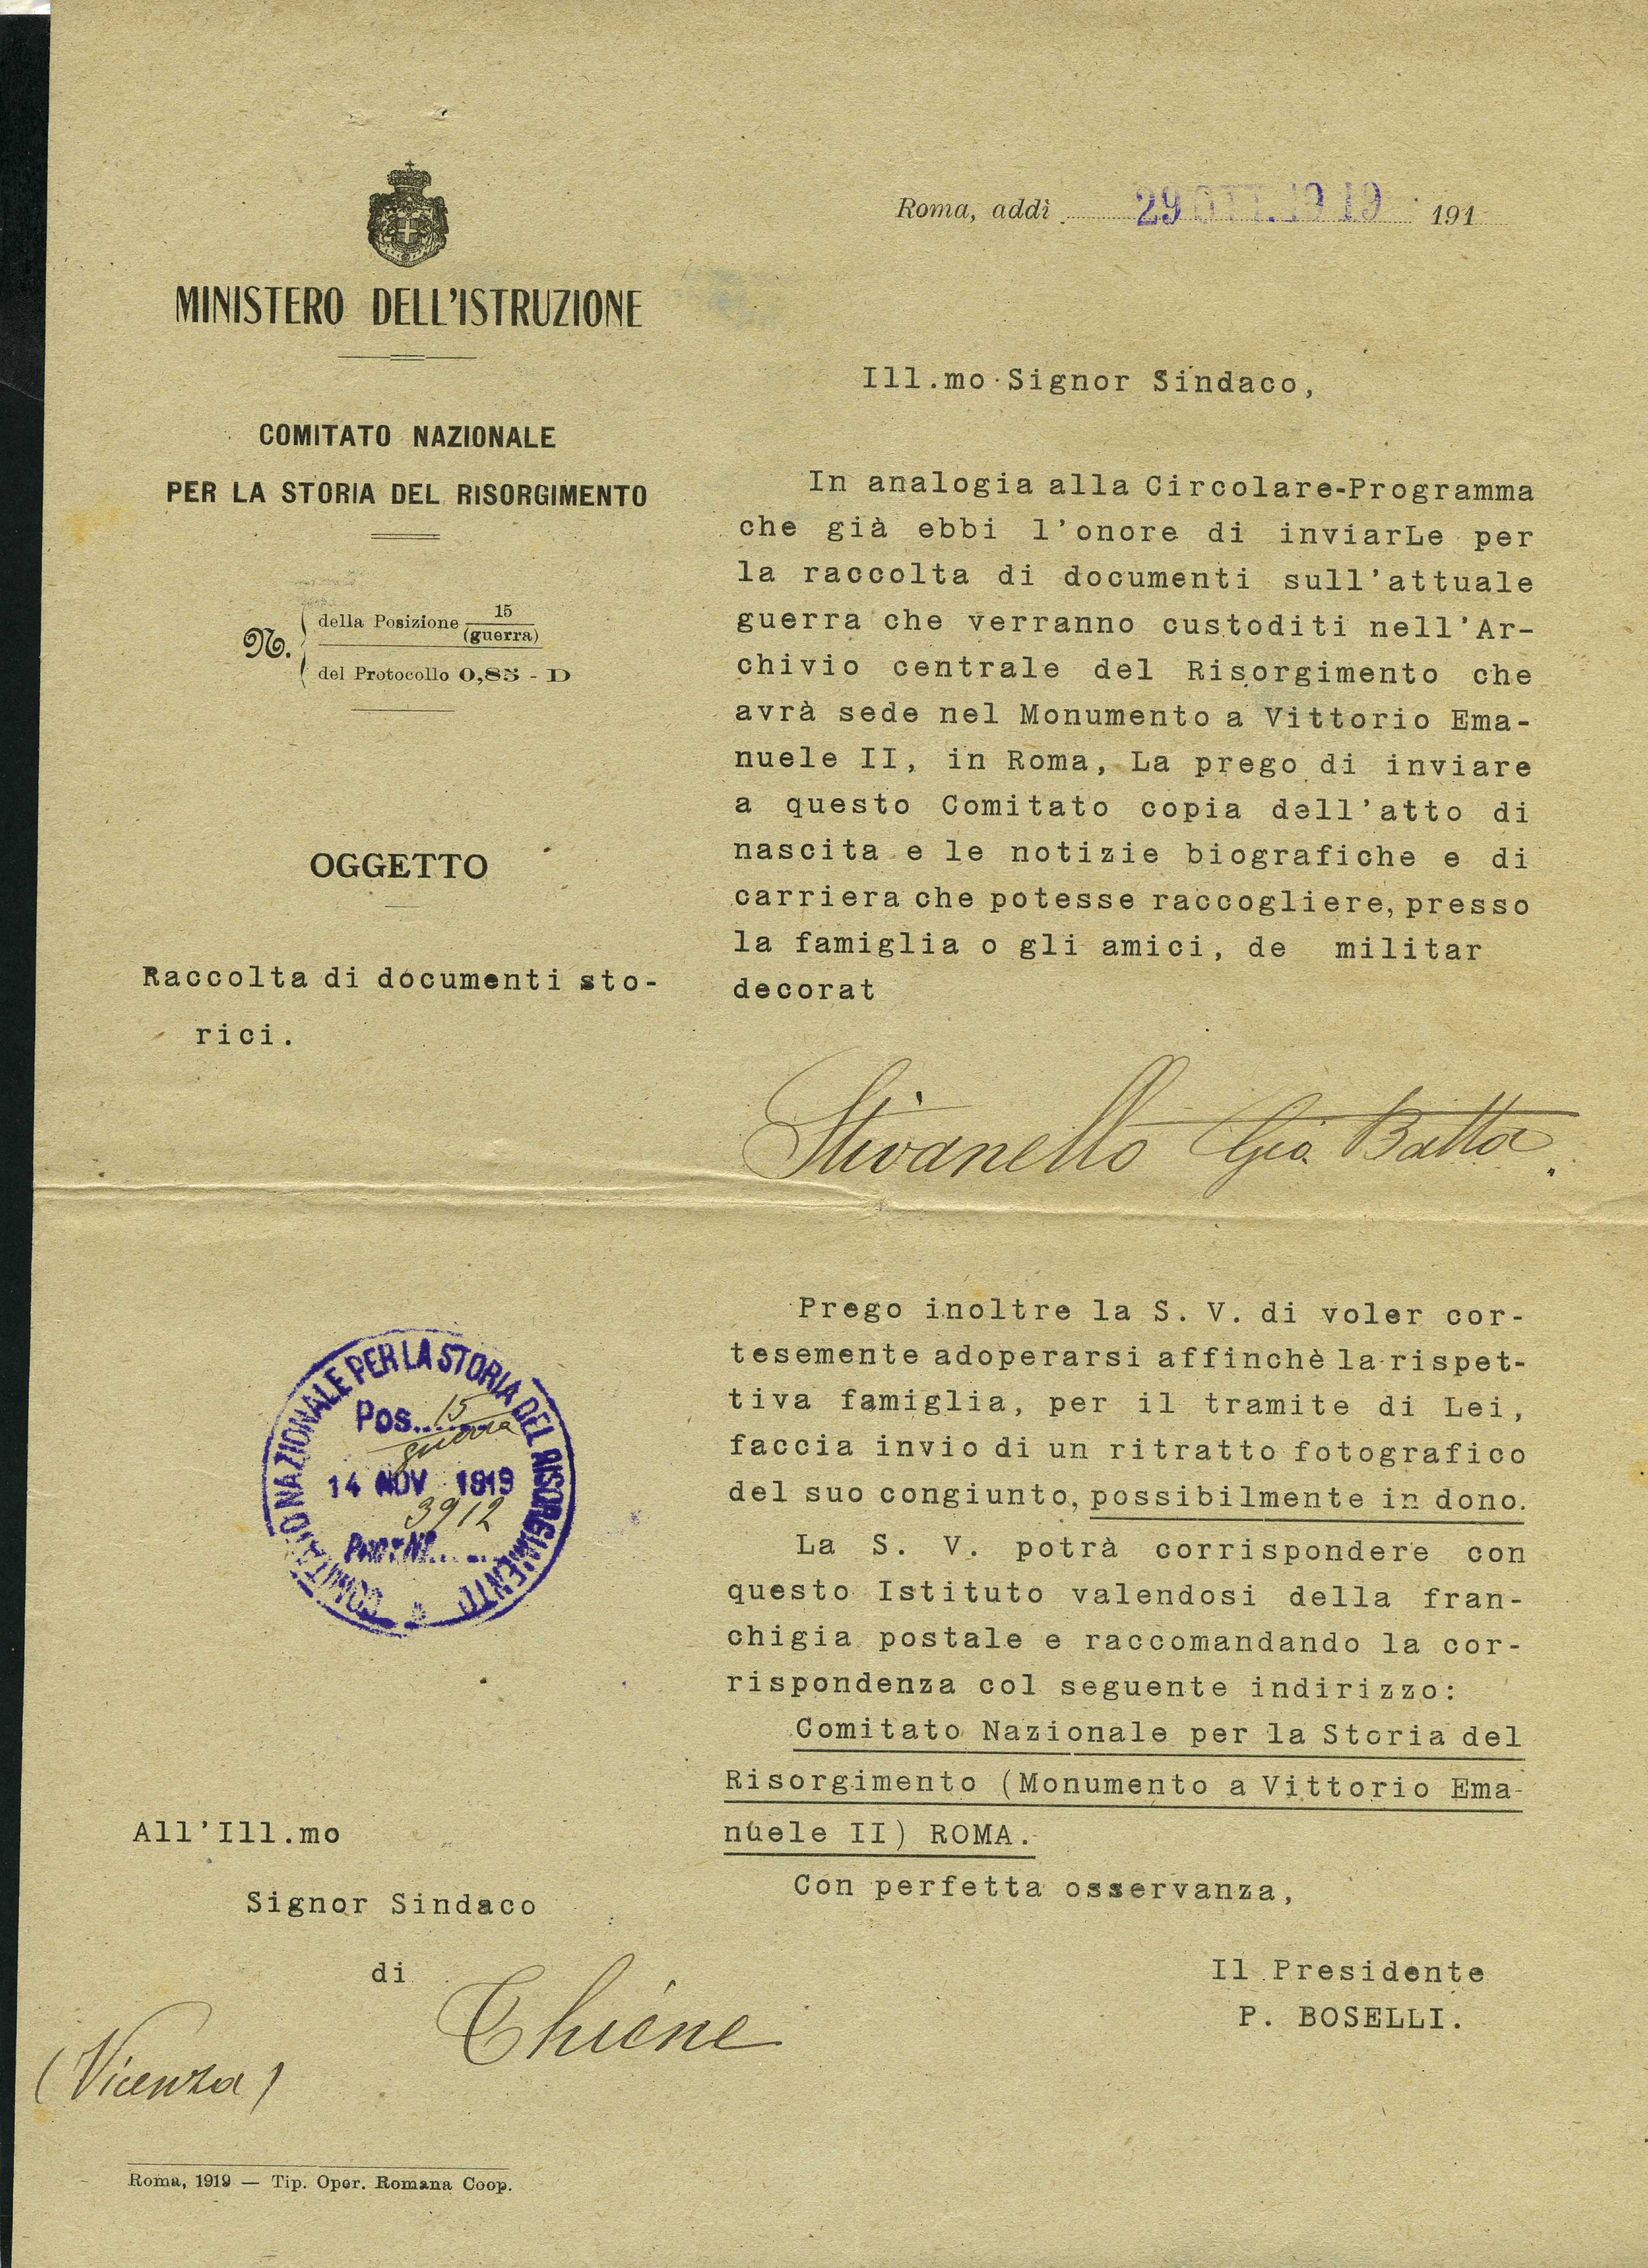 MINISTERO DELL'ISTRUZIONE
COMITATO NAZIONALE
PER LA STORIA DEL RISORGIMENTO
N. della Posizione 15
(guerra)
del Protocollo 0,85 - D
OGGETTO
Raccolta di documenti sto-
rici.
COMITATO NAZIONALE PER LA STORIA DEL RISORGIMENTO
Pos. 15
guerra
14 NOV 1919
3912
Prot. N.
All'Ill.mo
Signor Sindaco
di
Thiene
(Vicenza)
Roma, 1919 — Tip. Oper. Romana Coop.
Roma, addì 29 OTT. 1919 191
Ill.mo Signor Sindaco,
In analogia alla Circolare-Programma
che già ebbi l'onore di inviarLe per
la raccolta di documenti sull'attuale
guerra che verranno custoditi nell'Ar-
chivio centrale del Risorgimento che
avrà sede nel Monumento a Vittorio Ema-
nuele II, in Roma, La prego di inviare
a questo Comitato copia dell'atto di
nascita e le notizie biografiche e di
carriera che potesse raccogliere, presso
la famiglia o gli amici, de militar
decorat
Stivanello Gio. Batta.
Prego inoltre la S. V. di voler cor-
tesemente adoperarsi affinchè la rispet-
tiva famiglia, per il tramite di Lei,
faccia invio di un ritratto fotografico
del suo congiunto, possibilmente in dono.
La S. V. potrà corrispondere con
questo Istituto valendosi della fran-
chigia postale e raccomandando la cor-
rispondenza col seguente indirizzo:
Comitato Nazionale per la Storia del
Risorgimento (Monumento a Vittorio Ema-
nuele II) ROMA.
Con perfetta osservanza,
Il Presidente
P. BOSELLI.